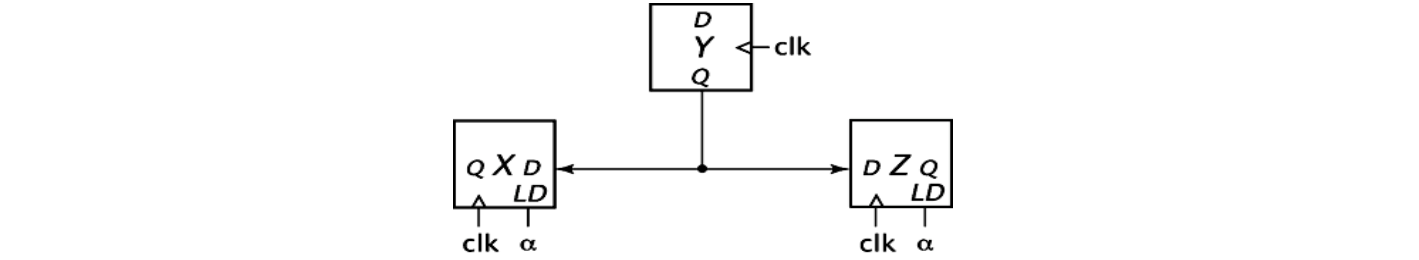 D
Y clk
Q
Q X D D Z Q
LD LD
clk α clk α